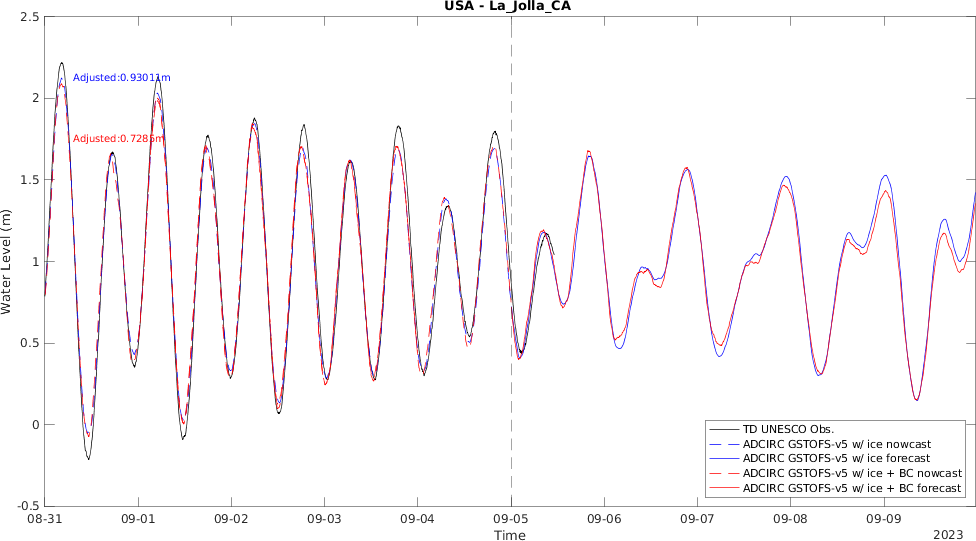 USA - La_Jolla_CA
2.5
2
1.5
1
0.5
0
-0.5
Water Level (m)
Adjusted:0.93011m
Adjusted:0.7285m
TD UNESCO Obs.
ADCIRC GSTOFS-v5 w/ ice nowcast
ADCIRC GSTOFS-v5 w/ ice forecast
ADCIRC GSTOFS-v5 w/ ice + BC nowcast
ADCIRC GSTOFS-v5 w/ ice + BC forecast
08-31 09-01 09-02 09-03 09-04 09-05 09-06 09-07 09-08 09-09
Time
2023